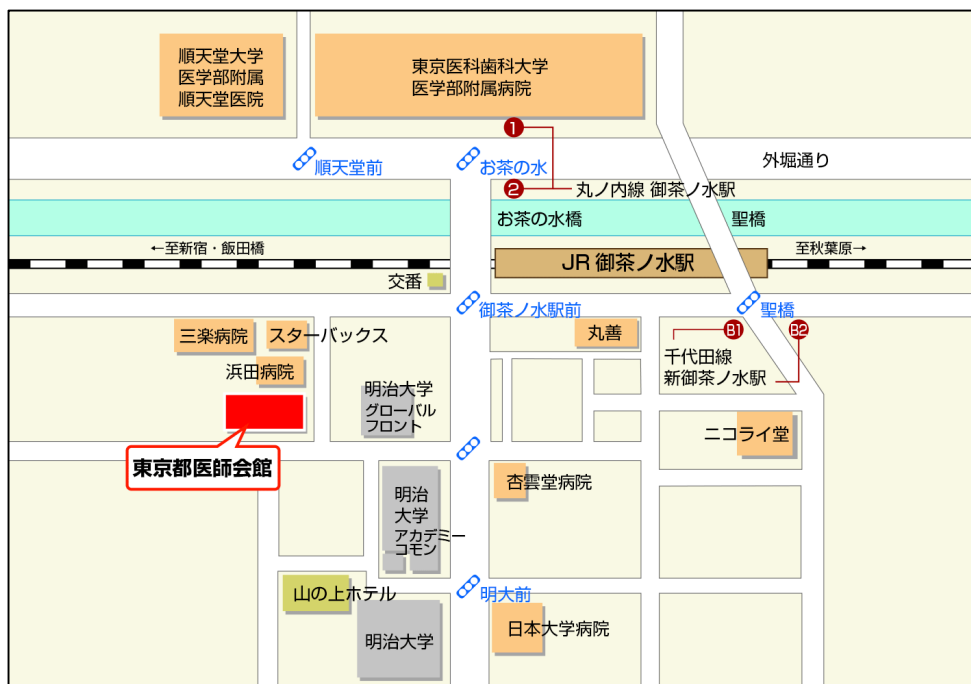 順天堂大学
医学部附属
順天堂医院
東京医科歯科大学
医学部附属病院
1
順天堂前
お茶の水
外堀通り
2
丸ノ内線 御茶ノ水駅
お茶の水橋
聖橋
←至新宿・飯田橋
JR 御茶ノ水駅
至秋葉原→
交番
御茶ノ水駅前
聖橋
三楽病院
スターバックス
丸善
B1
B2
千代田線
新御茶ノ水駅
浜田病院
明治大学
グローバル
フロント
ニコライ堂
東京都医師会館
明治
大学
アカデミー
コモン
杏雲堂病院
山の上ホテル
明大前
明治大学
日本大学病院